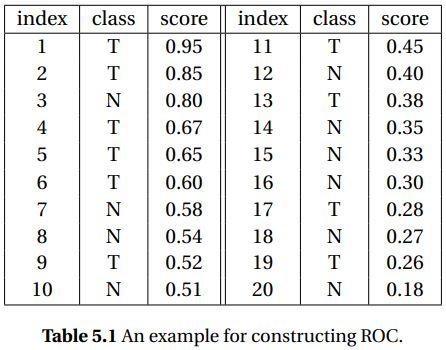 index class score index class score
1 T 0.95 11 T 0.45
2 T 0.85 12 N 0.40
3 N 0.80 13 T 0.38
4 T 0.67 14 N 0.35
5 T 0.65 15 N 0.33
6 T 0.60 16 N 0.30
7 N 0.58 17 T 0.28
8 N 0.54 18 N 0.27
9 T 0.52 19 T 0.26
10 N 0.51 20 N 0.18
Table 5.1 An example for constructing ROC.